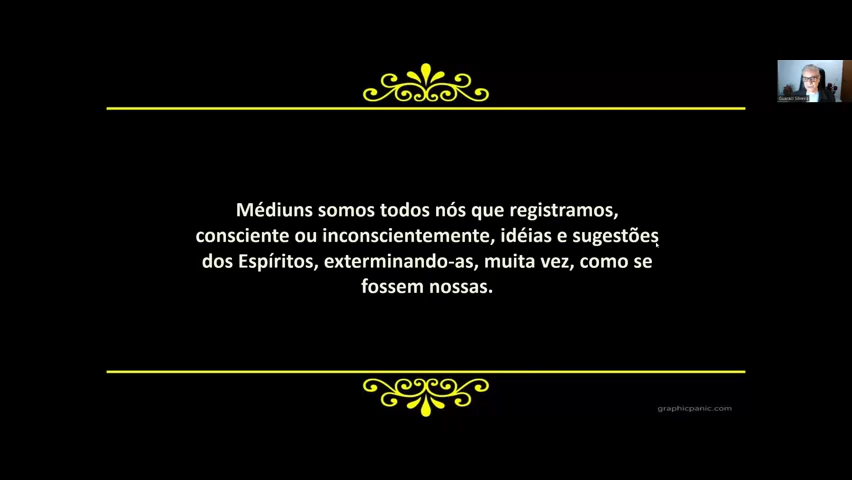 Médiuns somos todos nós que registramos,
consciente ou inconscientemente, idéias e sugestões
dos Espíritos, exterminando-as, muita vez, como se
fossem nossas.
graphicpanic.com